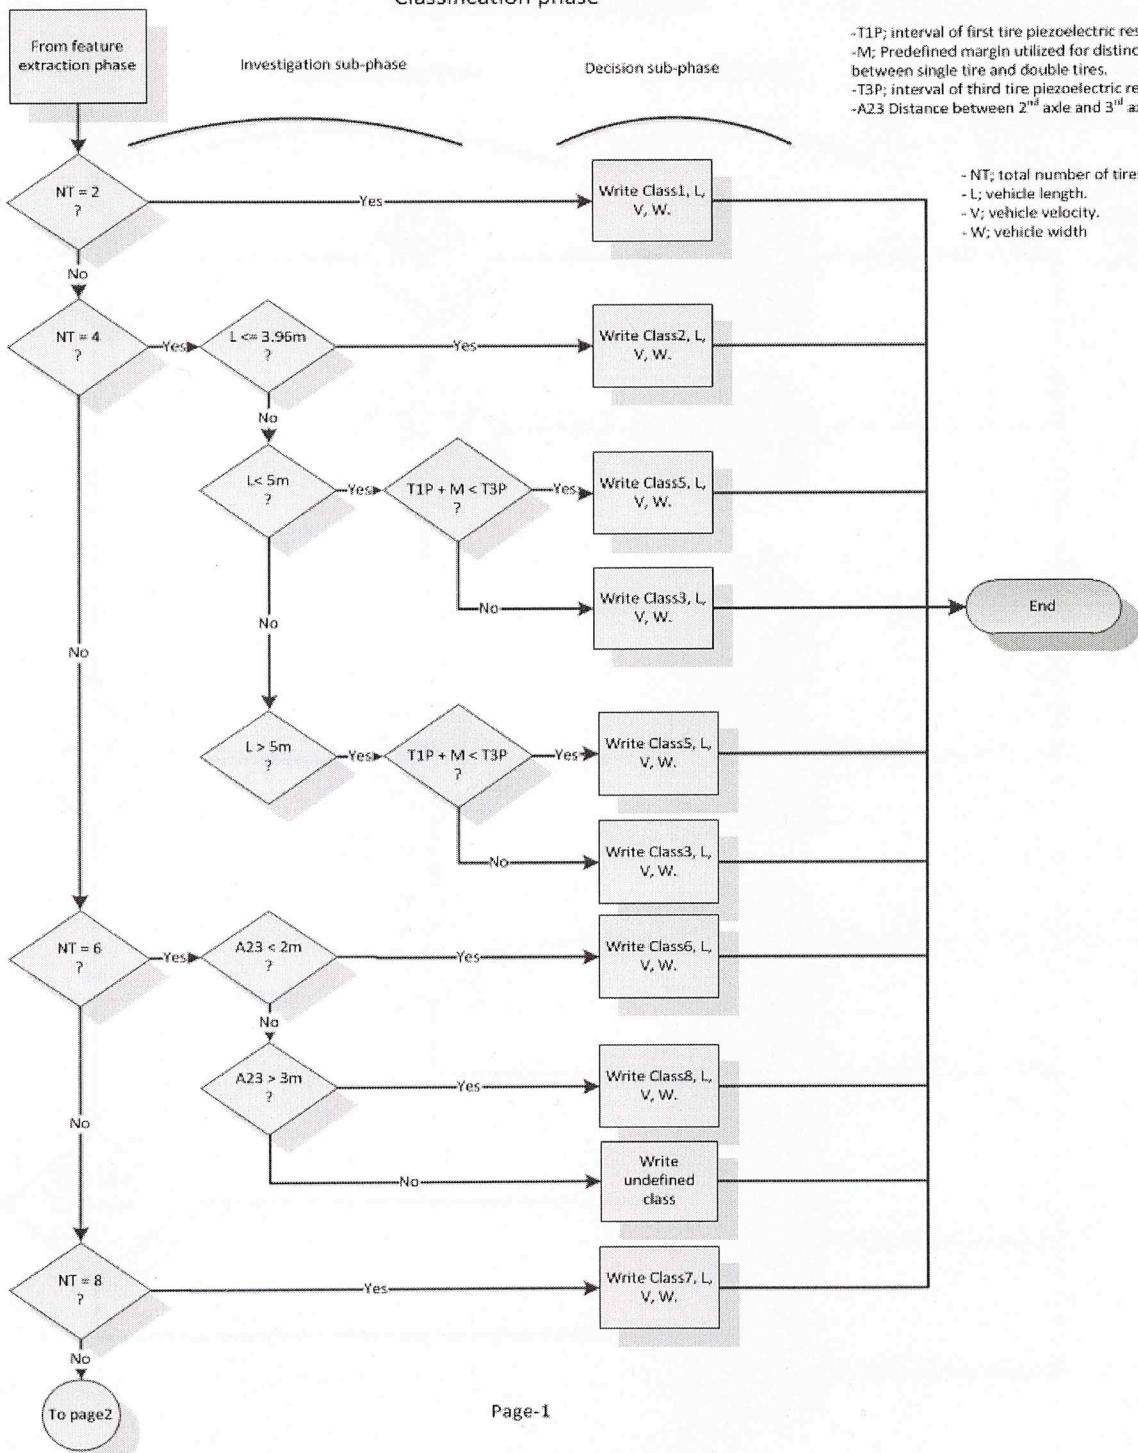 Classification phase
From feature
extraction phase
Investigation sub-phase
Decision sub-phase
-T1P; interval of first tire piezoelectric
-M; Predefined margin utilized for
between single tire and double tires.
-T3P; interval of third tire piezoelectric
-A23 Distance between 2nd axle and 3rd
- NT; total number of
- L; vehicle length.
- V; vehicle velocity.
- W; vehicle width
NT = 2
?
Yes
Write Class1, L,
V, W.
No
NT = 4
?
Yes
L <= 3.96m
?
Yes
Write Class2, L,
V, W.
No
L< 5m
?
Yes
T1P + M < T3P
?
Yes
Write Class5, L,
V, W.
No
Write Class3, L,
V, W.
End
No
No
L > 5m
?
Yes
T1P + M < T3P
?
Yes
Write Class5, L,
V, W.
No
Write Class3, L,
V, W.
NT = 6
?
Yes
A23 < 2m
?
Yes
Write Class6, L,
V, W.
No
A23 > 3m
?
Yes
Write Class8, L,
V, W.
No
No
Write
undefined
class
NT = 8
?
Yes
Write Class7, L,
V, W.
No
To page2
Page-1